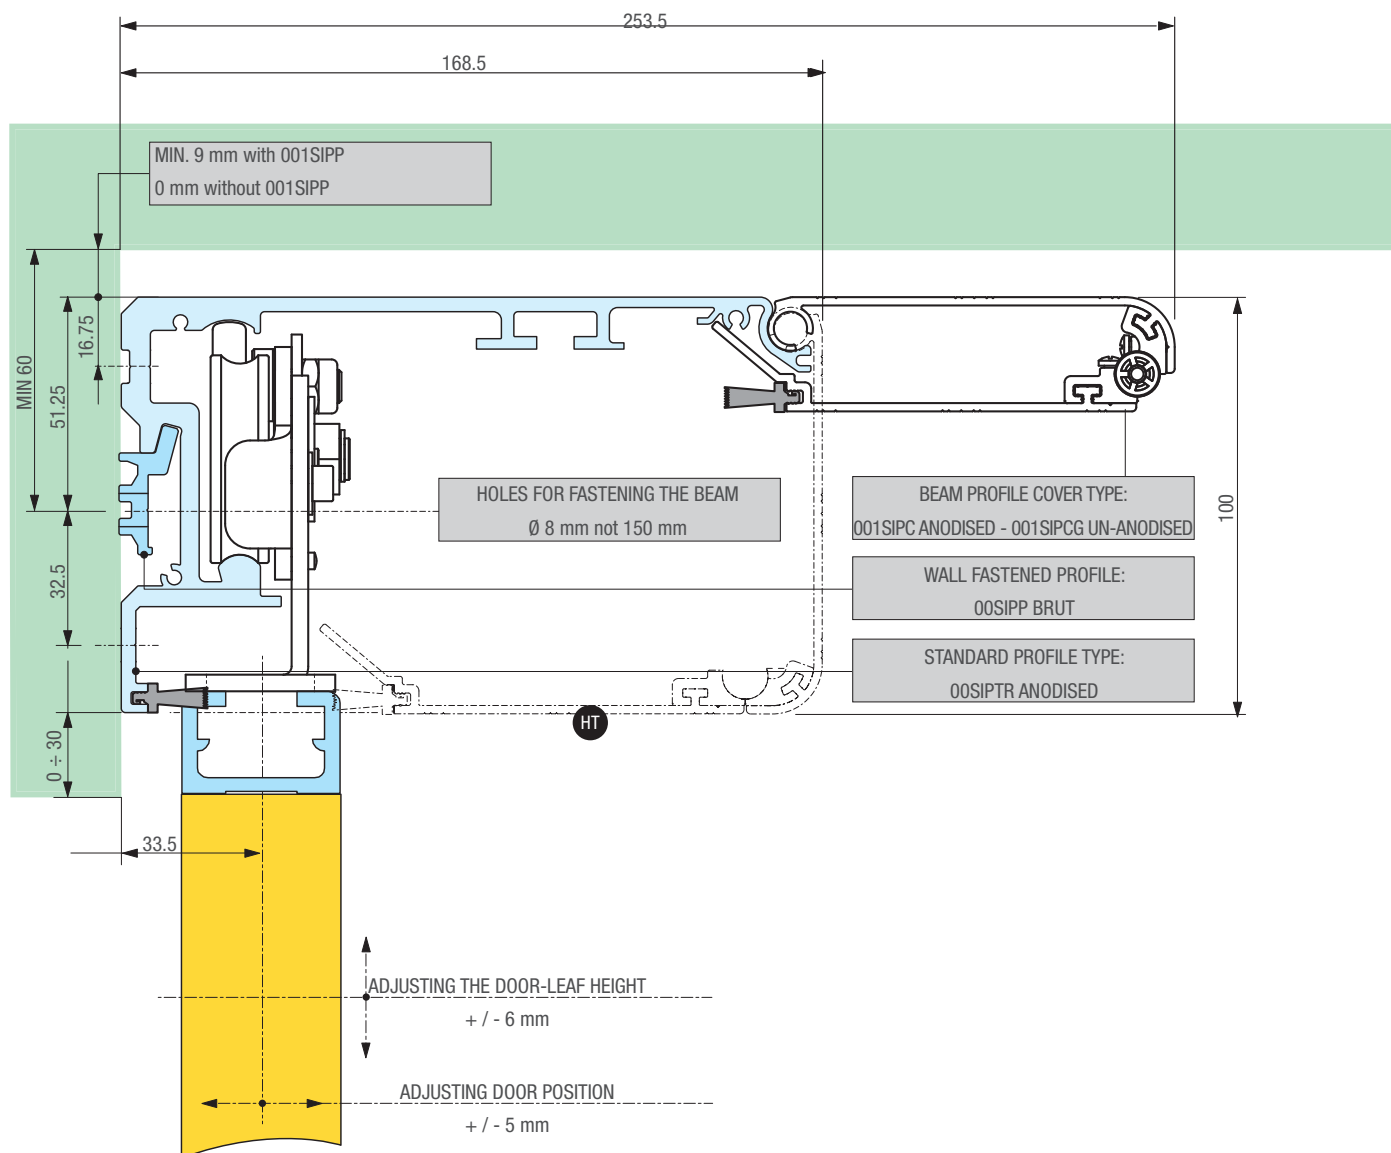 253.5
168.5
MIN. 9 mm with 001SIPP
0 mm without 001SIPP
16.75
MIN 60
51.25
HOLES FOR FASTENING THE BEAM
Ø 8 mm not 150 mm
BEAM PROFILE COVER TYPE:
001SIPC ANODISED - 001SIPCG UN-ANODISED
100
32.5
WALL FASTENED PROFILE:
00SIPP BRUT
STANDARD PROFILE TYPE:
00SIPTR ANODISED
HT
0 ÷ 30
33.5
ADJUSTING THE DOOR-LEAF HEIGHT
+ / - 6 mm
ADJUSTING DOOR POSITION
+ / - 5 mm